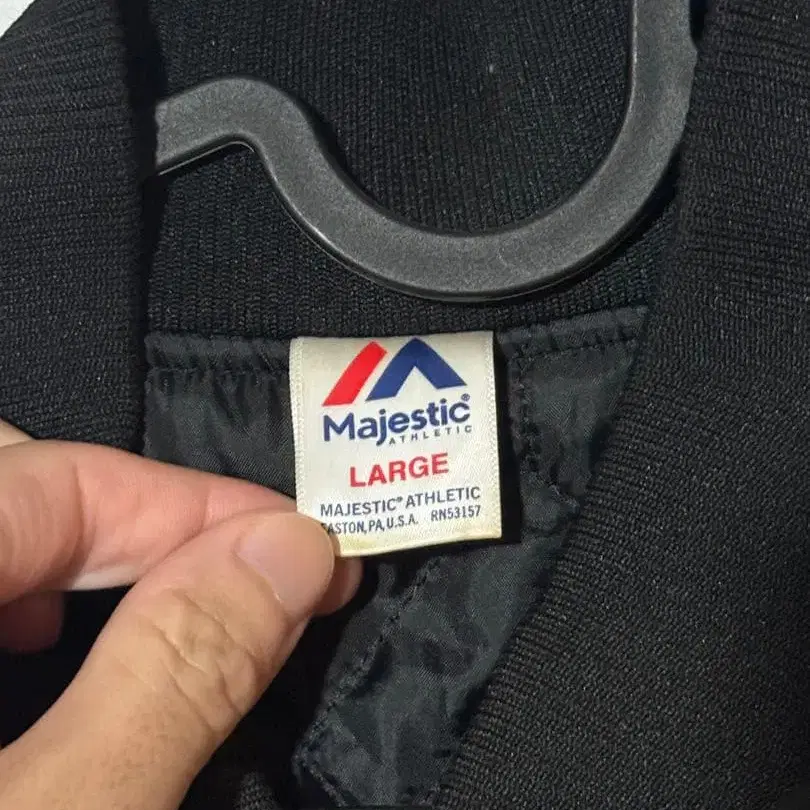 Majestic®
ATHLETIC
LARGE
MAJESTIC® ATHLETIC
EASTON, PA, U.S.A. RN53157